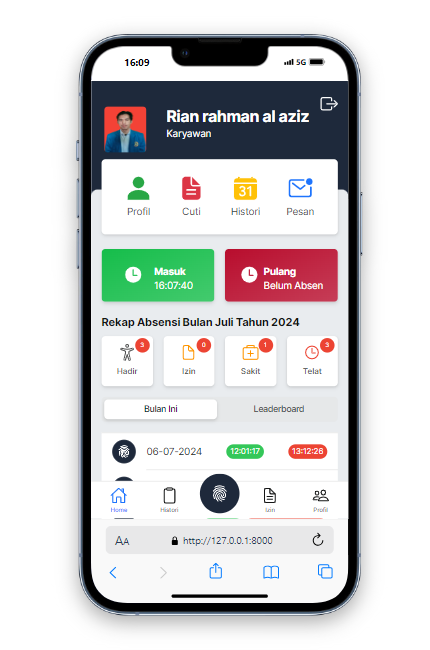 16:09
5G
Rian rahman al aziz
Karyawan
31
Profil Cuti Histori Pesan
Masuk
16:07:40
Pulang
Belum Absen
Rekap Absensi Bulan Juli Tahun 2024
3 0 1 3
Hadir Izin Sakit Telat
Bulan Ini Leaderboard
06-07-2024 12:01:17 13:12:26
Home Histori Izin Profil
AA http://127.0.0.1:8000